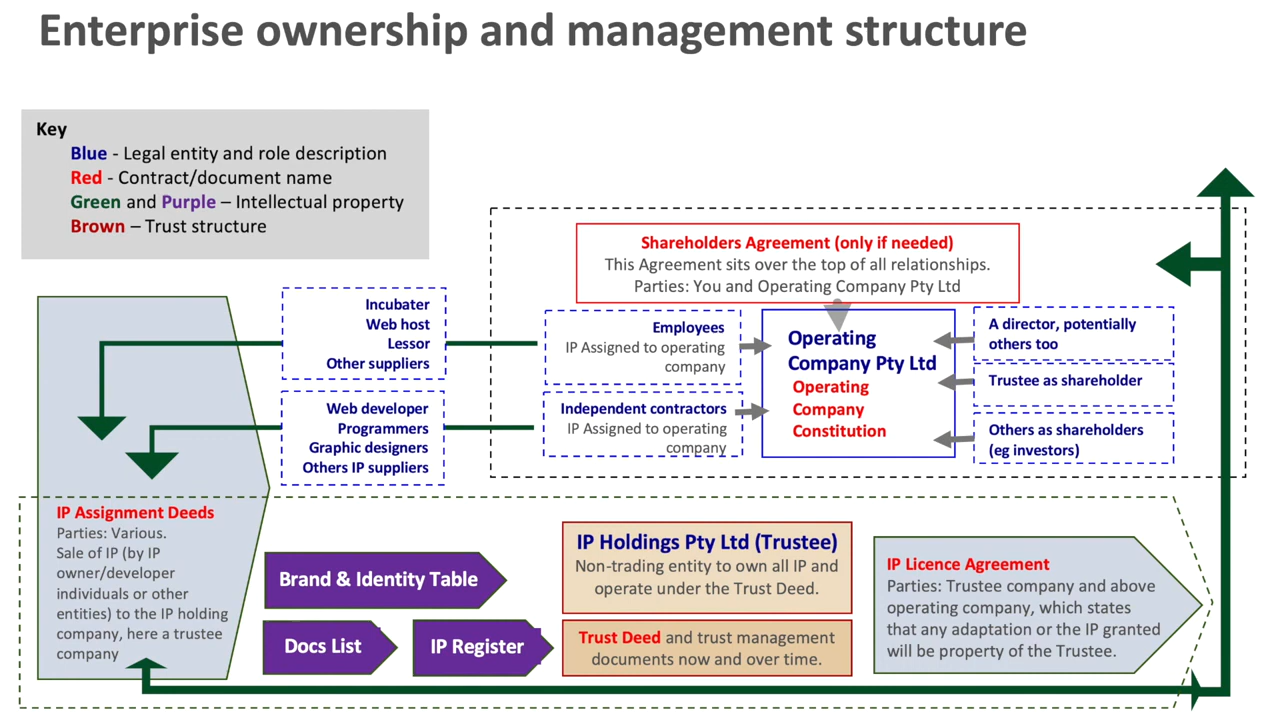 Enterprise ownership and management structure
Key
Blue - Legal entity and role description
Red - Contract/document name
Green and Purple – Intellectual property
Brown – Trust structure
Shareholders Agreement (only if needed)
This Agreement sits over the top of all relationships.
Parties: You and Operating Company Pty Ltd
Incubater
Web host
Lessor
Other suppliers
Web developer
Programmers
Graphic designers
Others IP suppliers
Employees
IP Assigned to operating
company
Independent contractors
IP Assigned to operating
company
Operating
Company Pty Ltd
Operating
Company
Constitution
A director, potentially
others too
Trustee as shareholder
Others as shareholders
(eg investors)
IP Assignment Deeds
Parties: Various.
Sale of IP (by IP
owner/developer
individuals or other
entities) to the IP holding
company, here a trustee
company
Brand & Identity Table
Docs List
IP Register
IP Holdings Pty Ltd (Trustee)
Non-trading entity to own all IP and
operate under the Trust Deed.
Trust Deed and trust management
documents now and over time.
IP Licence Agreement
Parties: Trustee company and above
operating company, which states
that any adaptation or the IP granted
will be property of the Trustee.